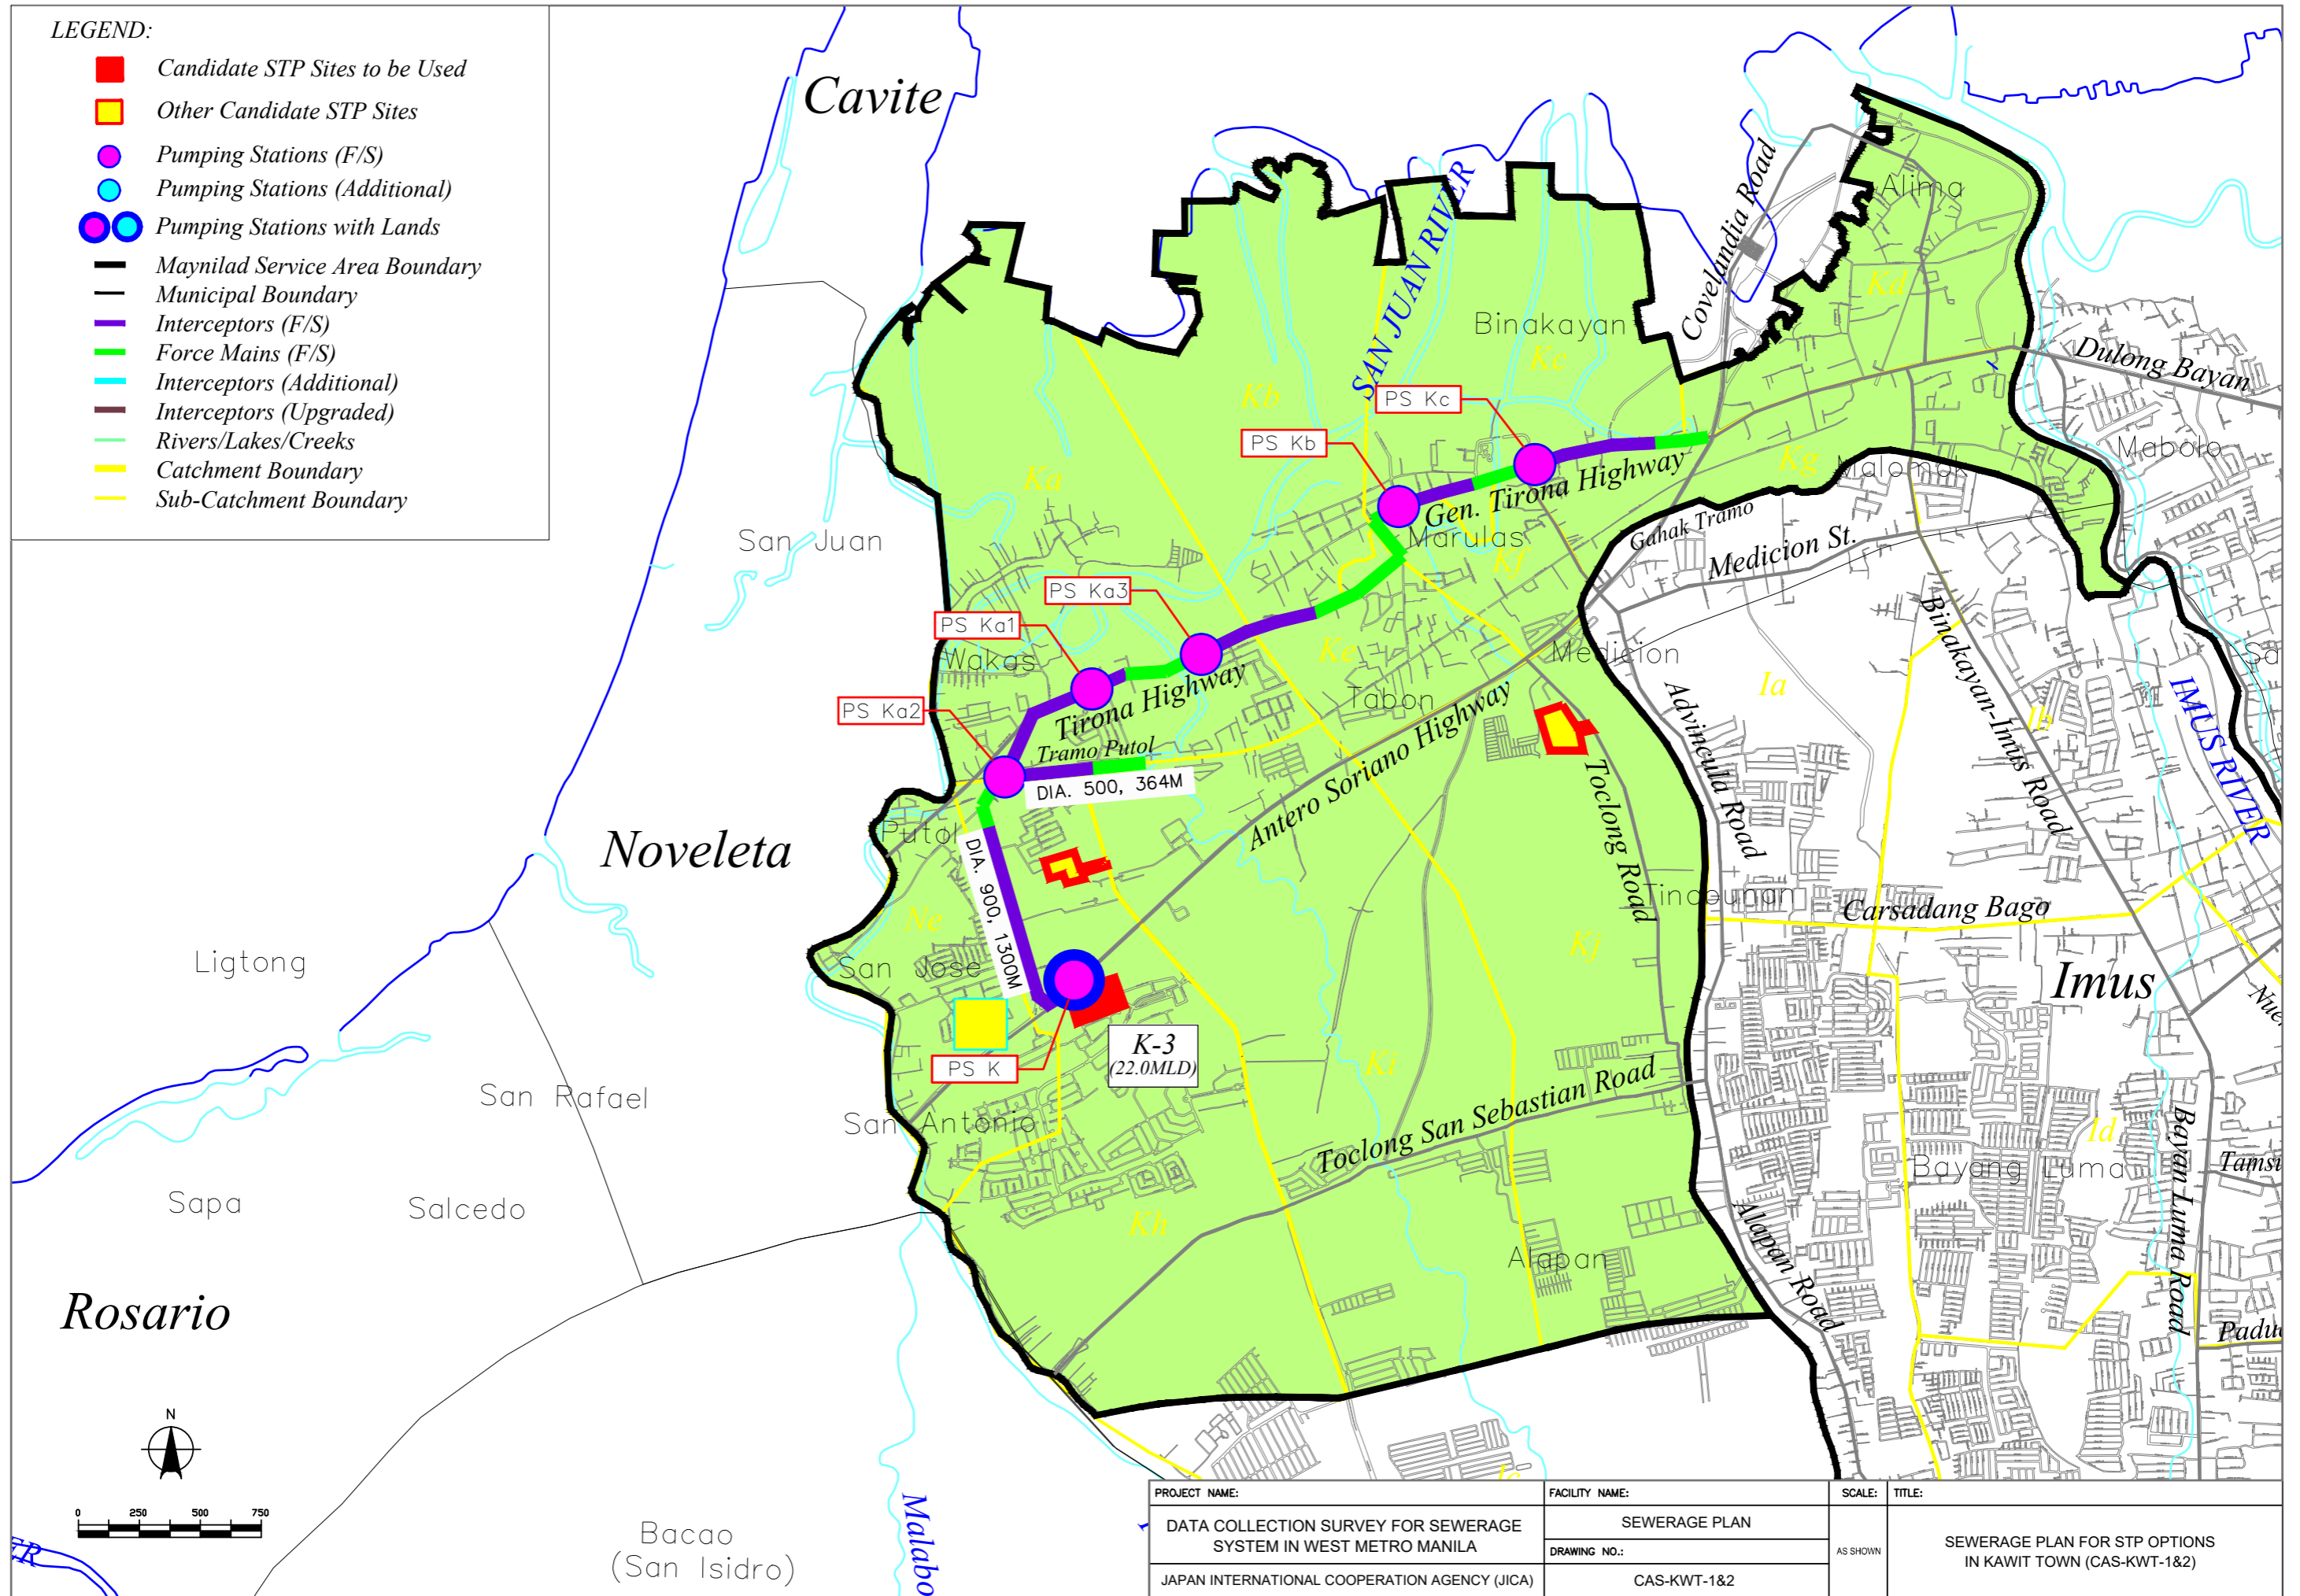 LEGEND:
Candidate STP Sites to be Used
Other Candidate STP Sites
Pumping Stations (F/S)
Pumping Stations (Additional)
Pumping Stations with Lands
Maynilad Service Area Boundary
Municipal Boundary
Interceptors (F/S)
Force Mains (F/S)
Interceptors (Additional)
Interceptors (Upgraded)
Rivers/Lakes/Creeks
Catchment Boundary
Sub-Catchment Boundary
Cavite
SAN JUAN RIVER
Covelandia Road
Alima
Kd
Binakayan
Kc
Kb
Dulong Bayan
PS Kc
PS Kb
Mabolo
Kg
Malomok
Ka
Gen. Tirona Highway
Gahak Tramo
Medicion St.
Marulas
Kf
San Juan
PS Ka3
PS Ka1
Wakas
Ke
Medicion
Binakayan-Imus Road
Ia
Ib
IMUS RIVER
PS Ka2
Tirona Highway
Tabon
Tramo Putol
DIA. 500, 364M
Antero Soriano Highway
Advincula Road
Toclong Road
Noveleta
Putol
DIA. 900, 1300M
Ne
Carsadang Bago
Kj
Ligtong
San Jose
Imus
K-3
(22.0MLD)
PS K
Ki
San Rafael
San Antonio
Toclong San Sebastian Road
Id
Bayang Luma
Bayan Luma Road
Sapa
Salcedo
Kh
Alapan
Alapan Road
Rosario
N
0 250 500 750
Bacao
(San Isidro)
Malabo
Ic
PROJECT NAME:
DATA COLLECTION SURVEY FOR SEWERAGE
SYSTEM IN WEST METRO MANILA
JAPAN INTERNATIONAL COOPERATION AGENCY (JICA)
FACILITY NAME:
SEWERAGE PLAN
DRAWING NO.:
CAS-KWT-1&2
SCALE:
AS SHOWN
TITLE:
SEWERAGE PLAN FOR STP OPTIONS
IN KAWIT TOWN (CAS-KWT-1&2)